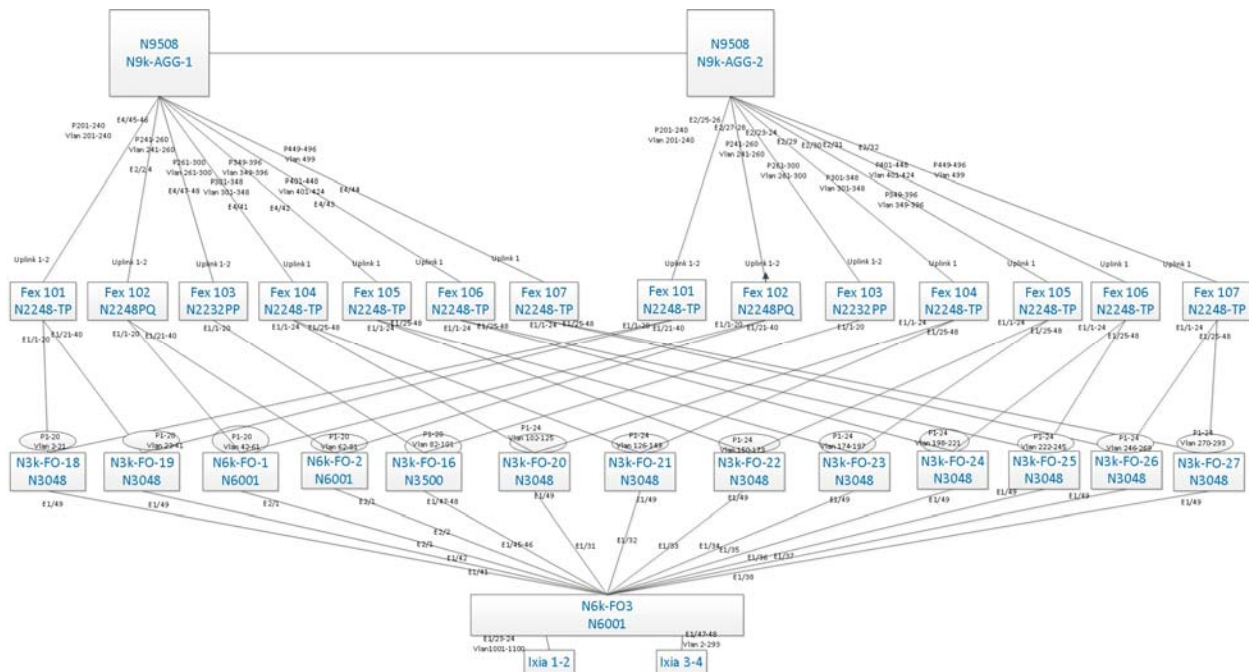 N9508
N9k-AGG-1
N9508
N9k-AGG-2
E4/45-46
P201-240
Vlan 201-240
P241-260
Vlan 241-260
E2/2 4
P261-300
Vlan 261-300
E4/47-48
P301-348
Vlan 301-348
E4/41
P349-396
Vlan 349-396
E4/42
P401-448
Vlan 401-424
E4/43
P449-496
Vlan 499
E4/44
E2/25-26
P201-240
Vlan 201-240
E2/27-28
P241-260
Vlan 241-260
E2/23-24
P261-300
Vlan 261-300
E2/29
P301-348
Vlan 301-348
E2/30
P349-396
Vlan 349-396
E2/31
P401-448
Vlan 401-424
E2/32
P449-496
Vlan 499
Uplink 1-2
Uplink 1-2
Uplink 1-2
Uplink 1
Uplink 1
Uplink 1
Uplink 1
Uplink 1-2
Uplink 1-2
Uplink 1-2
Uplink 1
Uplink 1
Uplink 1
Uplink 1
Fex 101
N2248-TP
Fex 102
N2248PQ
Fex 103
N2232PP
Fex 104
N2248-TP
Fex 105
N2248-TP
Fex 106
N2248-TP
Fex 107
N2248-TP
Fex 101
N2248-TP
Fex 102
N2248PQ
Fex 103
N2232PP
Fex 104
N2248-TP
Fex 105
N2248-TP
Fex 106
N2248-TP
Fex 107
N2248-TP
E1/1-20
E1/21-40
E1/1-20
E1/21-40
E1/1-20
E1/1-24
E1/25-48
E1/1-24
E1/25-48
E1/1-24
E1/25-48
E1/1-24
E1/25-48
E1/1-20
E1/21-40
E1/1-20
E1/21-40
E1/1-20
E1/1-24
E1/25-48
E1/1-24
E1/25-48
E1/1-24
E1/25-48
E1/1-24
E1/25-48
P1-20
Vlan 2-21
P1-20
Vlan 22-41
P1-20
Vlan 42-61
P1-20
Vlan 62-81
P1-20
Vlan 82-101
P1-24
Vlan 102-125
P1-24
Vlan 126-149
P1-24
Vlan 150-173
P1-24
Vlan 174-197
P1-24
Vlan 198-221
P1-24
Vlan 222-245
P1-24
Vlan 246-269
P1-24
Vlan 270-293
N3k-FO-18
N3048
N3k-FO-19
N3048
N6k-FO-1
N6001
N6k-FO-2
N6001
N3k-FO-16
N3500
N3k-FO-20
N3048
N3k-FO-21
N3048
N3k-FO-22
N3048
N3k-FO-23
N3048
N3k-FO-24
N3048
N3k-FO-25
N3048
N3k-FO-26
N3048
N3k-FO-27
N3048
E1/49
E1/49
E2/1
E2/1
E1/47-48
E1/49
E1/49
E1/49
E1/49
E1/49
E1/49
E1/49
E1/49
E1/41
E1/42
E2/1
E2/2
E1/45-46
E1/31
E1/32
E1/33
E1/34
E1/35
E1/36
E1/37
E1/38
N6k-FO3
N6001
E1/23-24
Vlan1001-1100
E1/47-48
Vlan 2-293
Ixia 1-2
Ixia 3-4